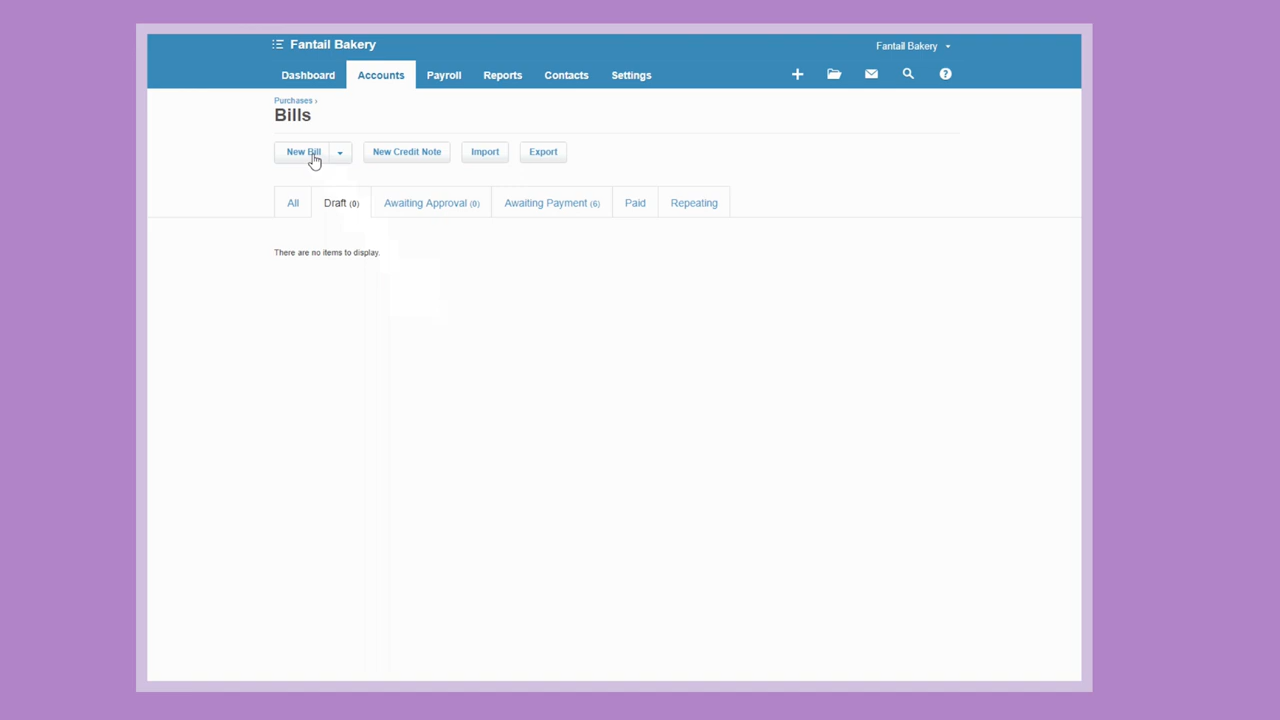 Fantail Bakery
Fantail Bakery
Dashboard Accounts Payroll Reports Contacts Settings
Purchases ›
Bills
New Bill New Credit Note Import Export
All Draft (0) Awaiting Approval (0) Awaiting Payment (6) Paid Repeating
There are no items to display.